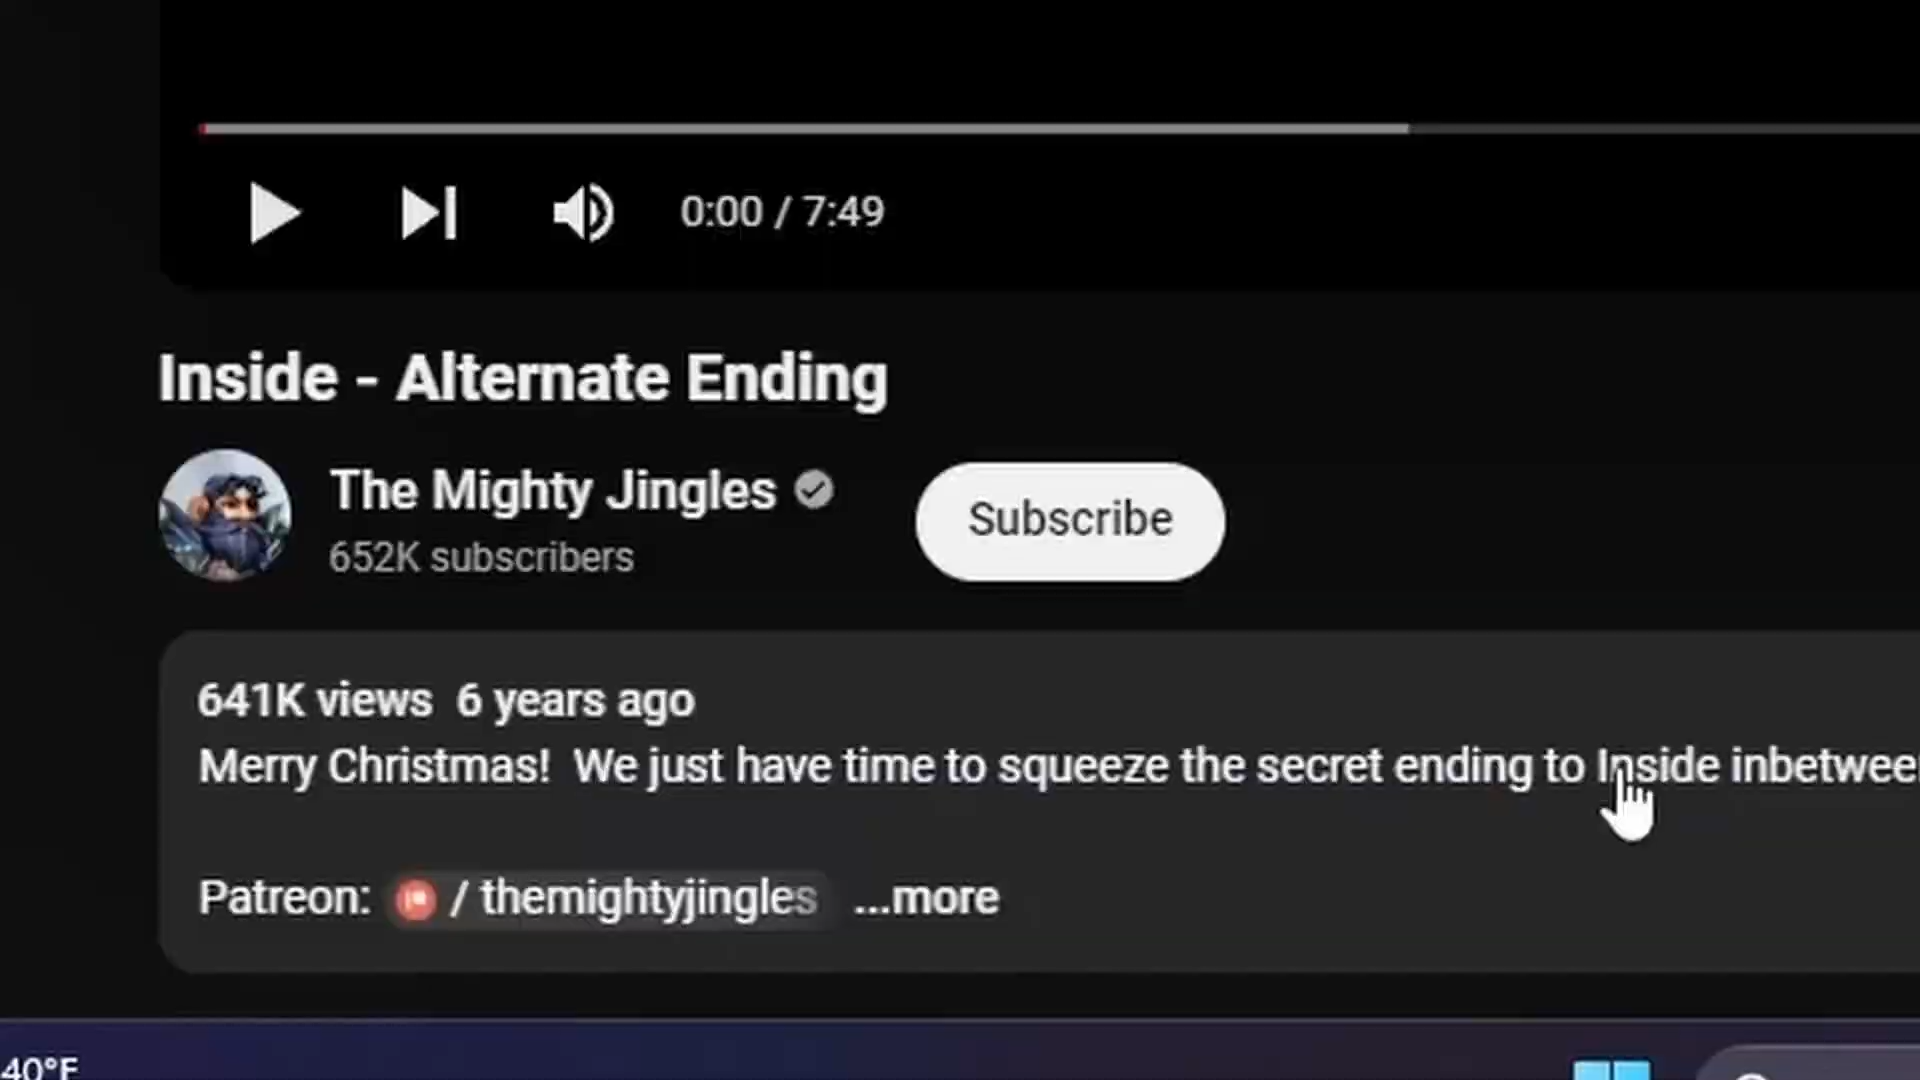 0:00 / 7:49
Inside - Alternate Ending
The Mighty Jingles
652K subscribers
Subscribe
641K views 6 years ago
Merry Christmas! We just have time to squeeze the secret ending to Inside
Patreon: / themightyjingles ...more
40°F